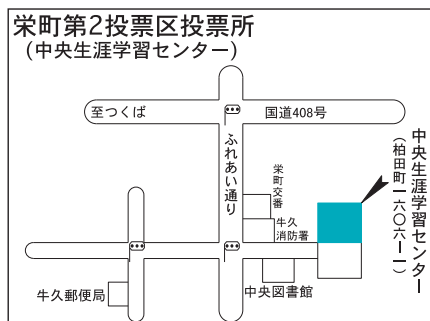 栄町第2投票区投票所
(中央生涯学習センター)
至つくば
国道408号
ふれあい通り
栄町交番
牛久
消防署
中央生涯学習センター
(柏田町一六〇六ー一)
牛久郵便局
中央図書館